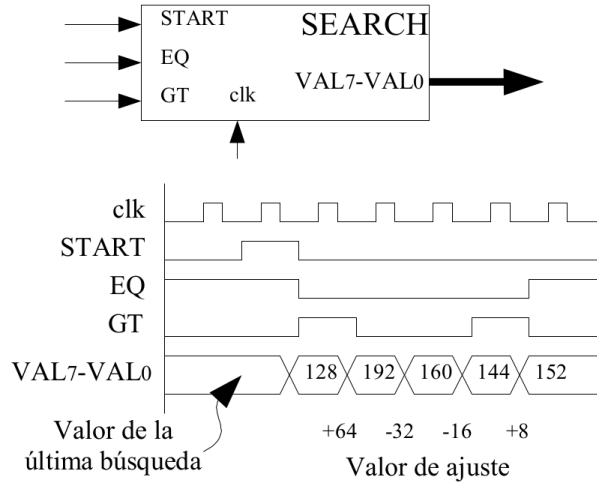 START
SEARCH
EQ
VAL7-VAL0
GT
clk
clk
START
EQ
GT
VAL7-VAL0
128
192
160
144
152
Valor de la
última búsqueda
+64
-32
-16
+8
Valor de ajuste